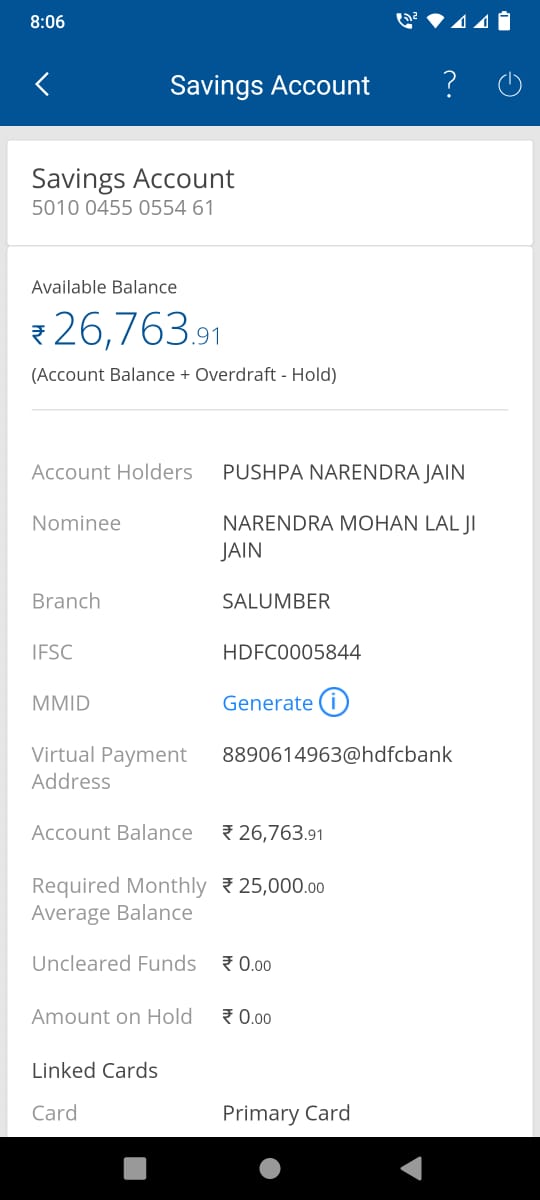 8:06
Savings Account ?
Savings Account
5010 0455 0554 61
Available Balance
₹ 26,763.91
(Account Balance + Overdraft - Hold)
Account Holders PUSHPA NARENDRA JAIN
Nominee NARENDRA MOHAN LAL JI
JAIN
Branch SALUMBER
IFSC HDFC0005844
MMID Generate i
Virtual Payment 8890614963@hdfcbank
Address
Account Balance ₹ 26,763.91
Required Monthly ₹ 25,000.00
Average Balance
Uncleared Funds ₹ 0.00
Amount on Hold ₹ 0.00
Linked Cards
Card Primary Card